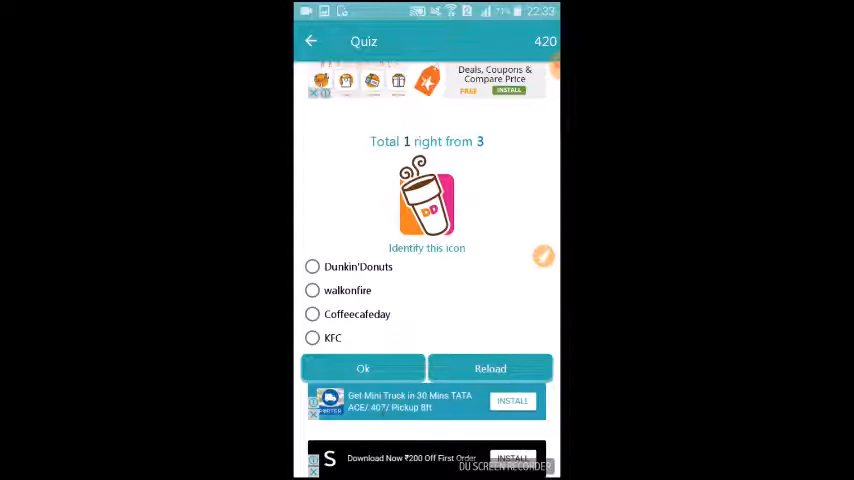 71% 22:33
Quiz 420
Deals, Coupons &
Compare Price
FREE INSTALL
Total 1 right from 3
DD
Identify this icon
Dunkin'Donuts
walkonfire
Coffeecafeday
KFC
Ok Reload
Get Mini Truck in 30 Mins TATA
ACE/ 407/ Pickup 8ft
INSTALL
PORTER
S Download Now ₹200 Off First Order INSTALL
DU SCREEN RECORDER